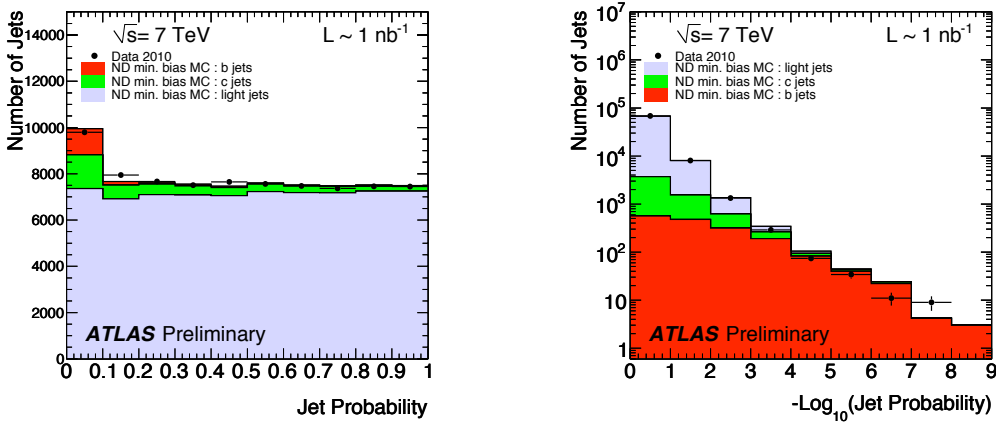 Number of Jets
14000
12000
10000
8000
6000
4000
2000
0
√s= 7 TeV L ~ 1 nb⁻¹
Data 2010
ND min. bias MC : b jets
ND min. bias MC : c jets
ND min. bias MC : light jets
ATLAS Preliminary
0 0.1 0.2 0.3 0.4 0.5 0.6 0.7 0.8 0.9 1
Jet Probability
Number of Jets
10⁷
10⁶
10⁵
10⁴
10³
10²
10
1
√s= 7 TeV L ~ 1 nb⁻¹
Data 2010
ND min. bias MC : light jets
ND min. bias MC : c jets
ND min. bias MC : b jets
ATLAS Preliminary
0 1 2 3 4 5 6 7 8 9
-Log₁₀(Jet Probability)